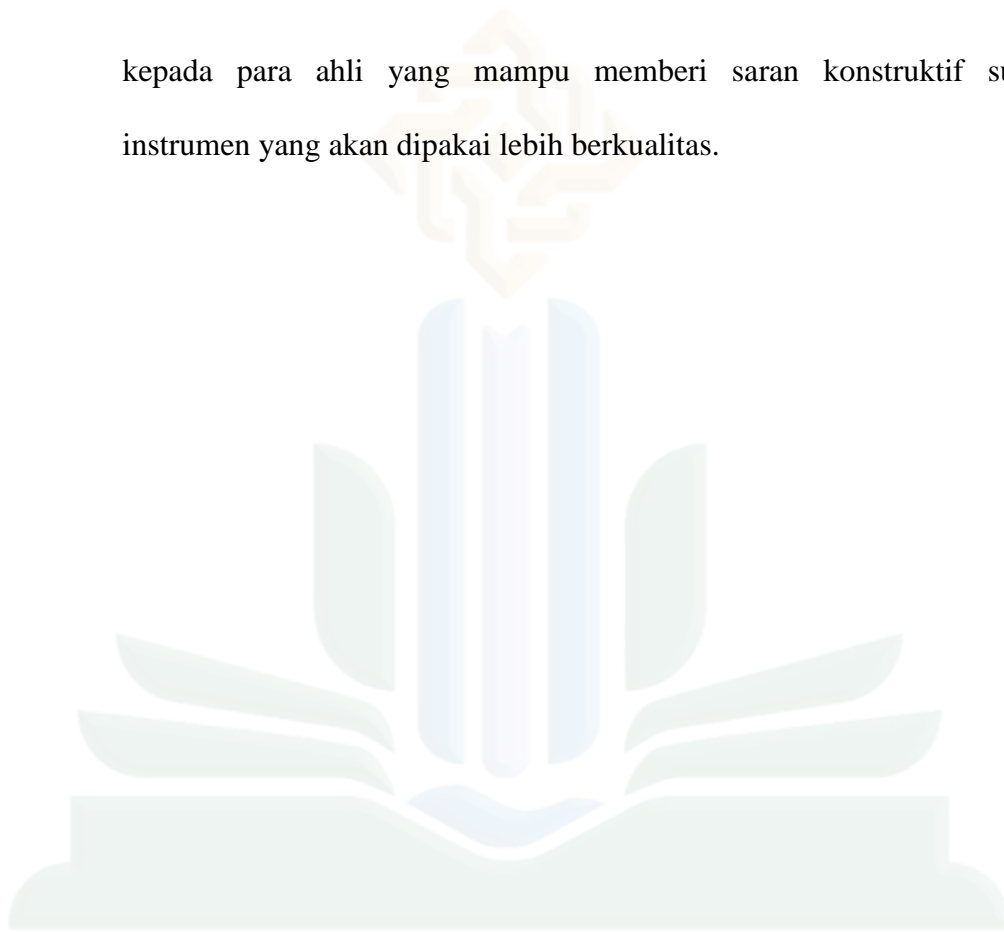 kepada para ahli yang mampu memberi saran konstruktif
instrumen yang akan dipakai lebih berkualitas.